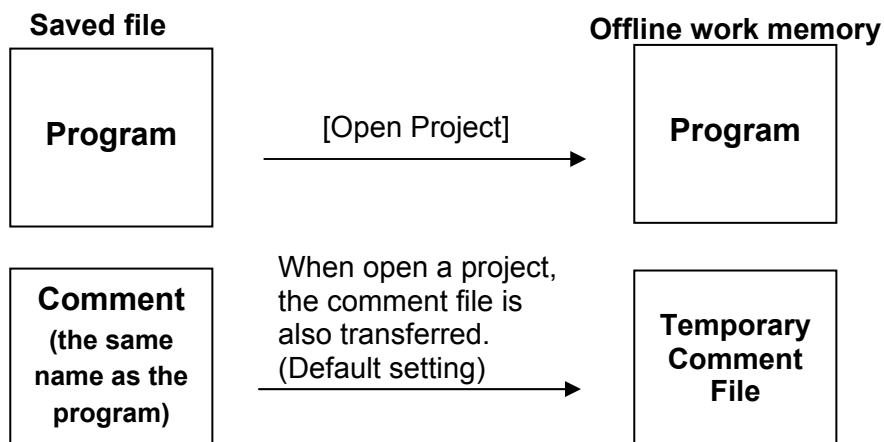 Saved file
Offline work memory
Program
[Open Project]
Program
Comment
(the same
name as the
program)
When open a project,
the comment file is
also transferred.
(Default setting)
Temporary
Comment
File